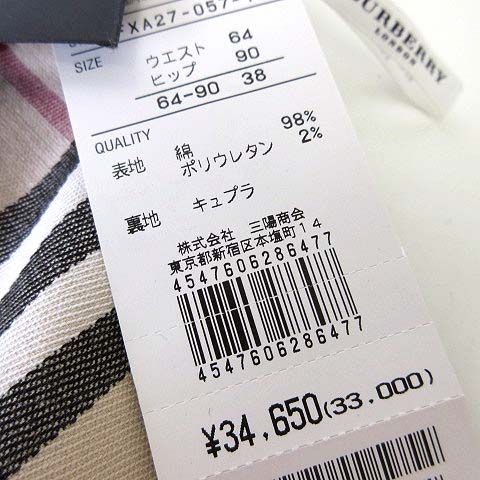 XA27-057-
BURBERRY
LONDON
SIZE
ウエスト 64
ヒップ 90
64-90 38
QUALITY
表地 綿 98%
ポリウレタン 2%
裏地 キュプラ
株式会社 三陽商会
東京都新宿区本塩町14
4547606286477
4547606286477
¥34,650(33,000)